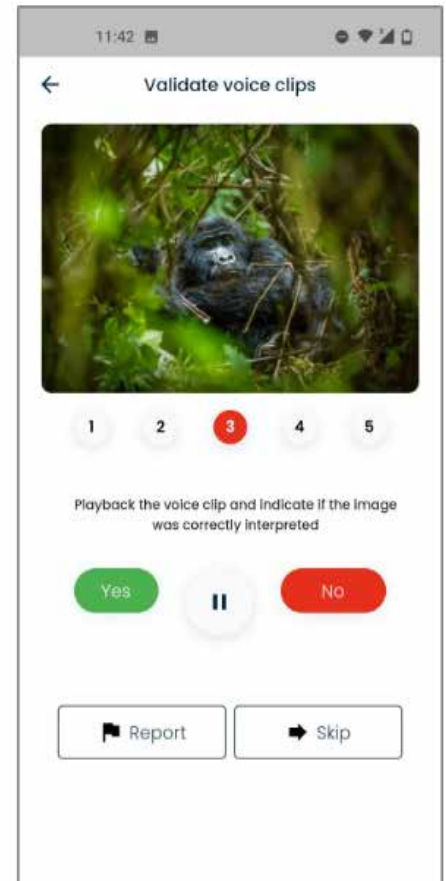 11:42
Validate voice clips
1 2 3 4 5
Playback the voice clip and indicate if the image
was correctly interpreted
Yes No
Report Skip